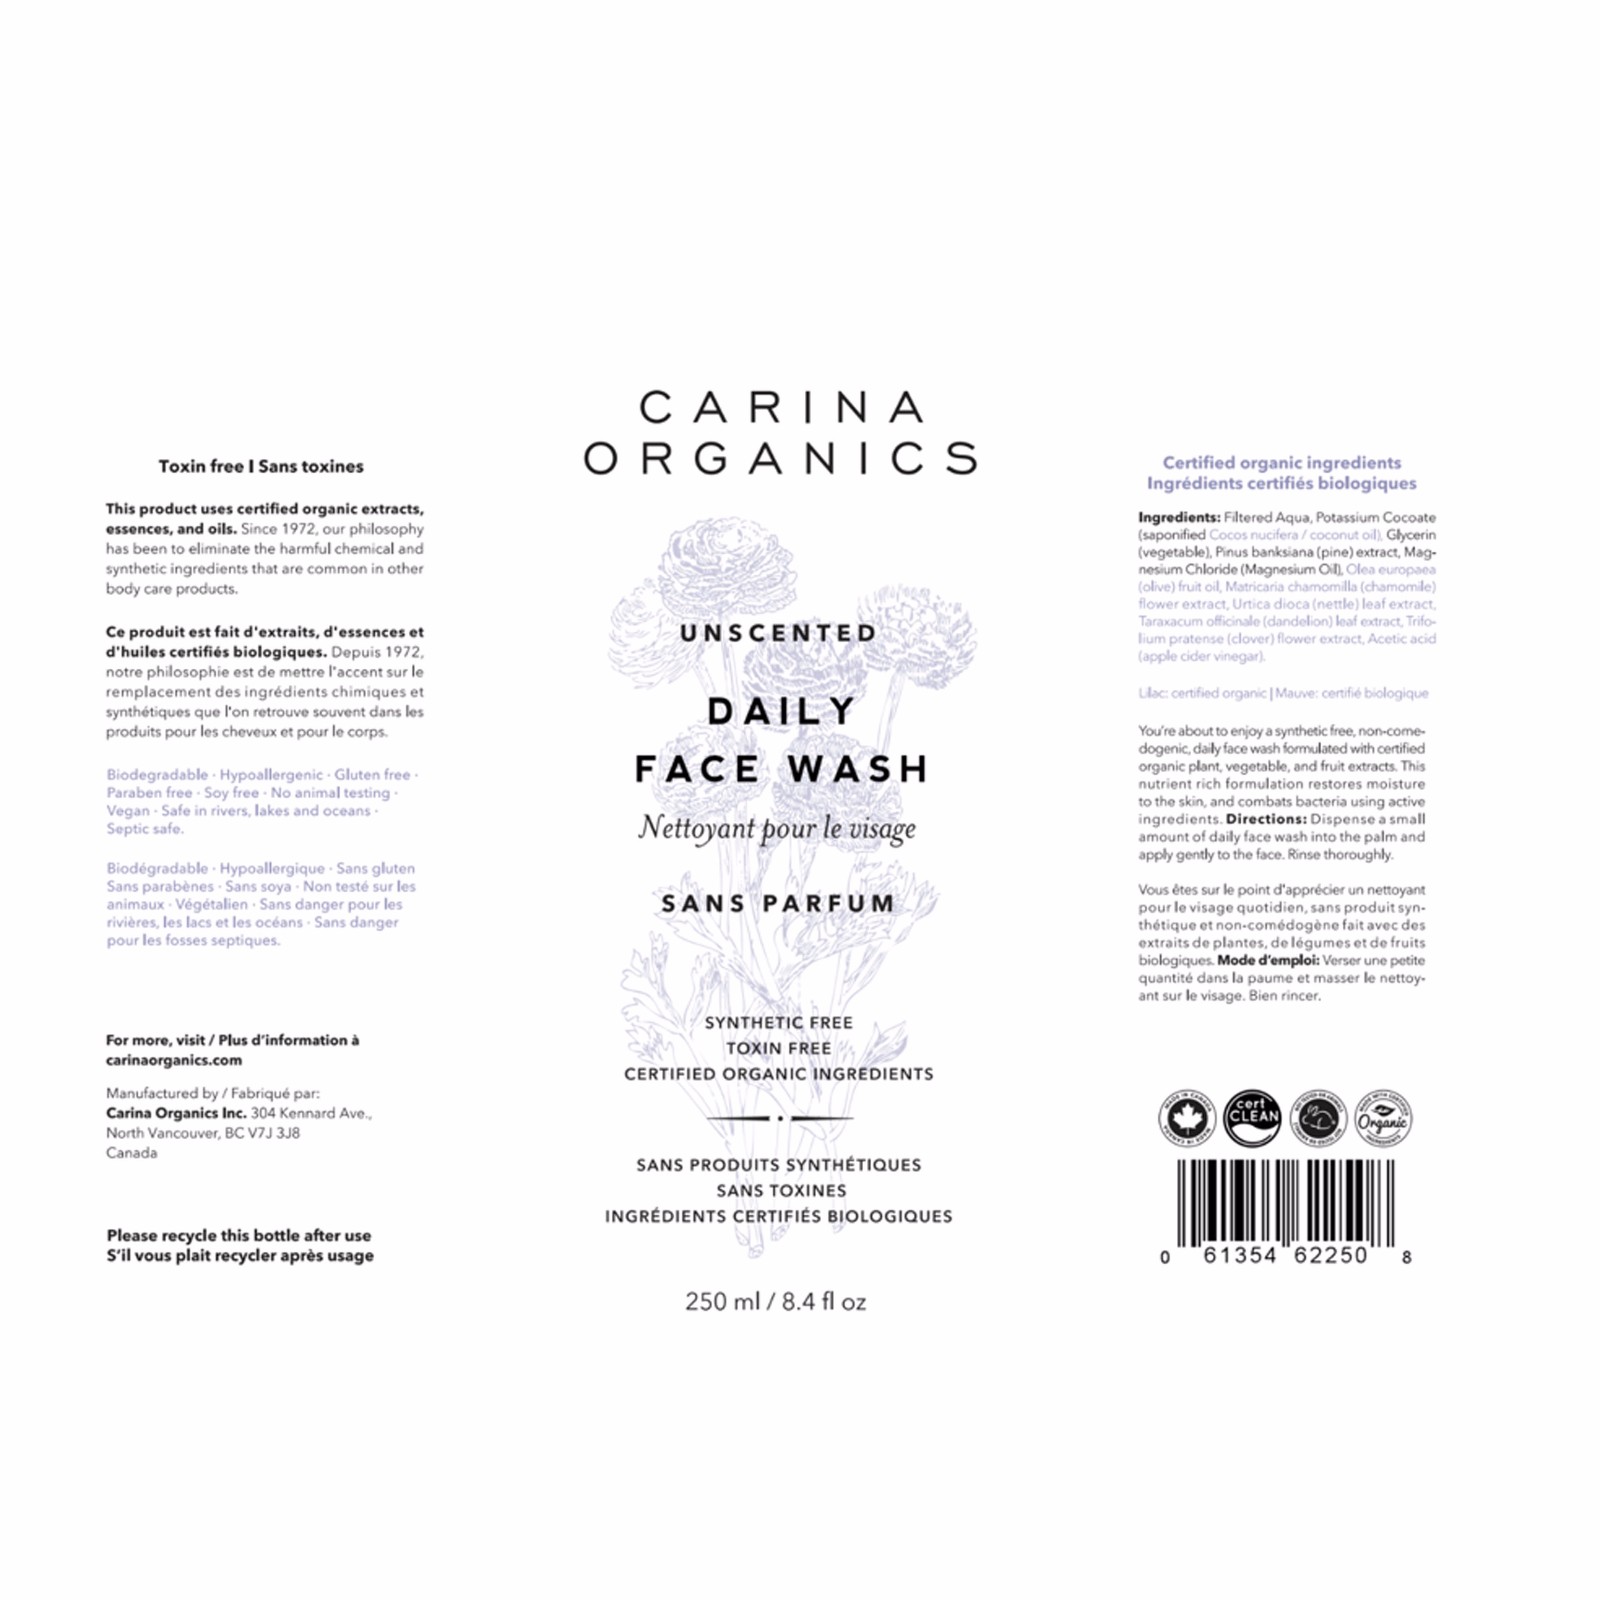 Toxin free I Sans toxines
This product uses certified organic extracts,
essences, and oils. Since 1972, our philosophy
has been to eliminate the harmful chemical and
synthetic ingredients that are common in other
body care products.
Ce produit est fait d'extraits, d'essences et
d'huiles certifiés biologiques. Depuis 1972,
notre philosophie est de mettre l'accent sur le
remplacement des ingrédients chimiques et
synthétiques que l'on retrouve souvent dans les
produits pour les cheveux et pour le corps.
Biodegradable · Hypoallergenic · Gluten free ·
Paraben free · Soy free · No animal testing ·
Vegan · Safe in rivers, lakes and oceans ·
Septic safe.
Biodégradable · Hypoallergique · Sans gluten
Sans parabènes · Sans soya · Non testé sur les
animaux · Végétalien · Sans danger pour les
rivières, les lacs et les océans · Sans danger
pour les fosses septiques.
For more, visit / Plus d'information à
carinaorganics.com
Manufactured by / Fabriqué par:
Carina Organics Inc. 304 Kennard Ave.,
North Vancouver, BC V7J 3J8
Canada
Please recycle this bottle after use
S'il vous plait recycler après usage
CARINA
ORGANICS
UNSCENTED
DAILY
FACE WASH
Nettoyant pour le visage
SANS PARFUM
SYNTHETIC FREE
TOXIN FREE
CERTIFIED ORGANIC INGREDIENTS
SANS PRODUITS SYNTHÉTIQUES
SANS TOXINES
INGRÉDIENTS CERTIFIÉS BIOLOGIQUES
250 ml / 8.4 fl oz
Certified organic ingredients
Ingrédients certifiés biologiques
Ingredients: Filtered Aqua, Potassium Cocoate
(saponified Cocos nucifera / coconut oil), Glycerin
(vegetable), Pinus banksiana (pine) extract, Mag-
nesium Chloride (Magnesium Oil), Olea europaea
(olive) fruit oil, Matricaria chamomilla (chamomile)
flower extract, Urtica dioca (nettle) leaf extract,
Taraxacum officinale (dandelion) leaf extract, Trifo-
lium pratense (clover) flower extract, Acetic acid
(apple cider vinegar).
Lilac: certified organic | Mauve: certifié biologique
You're about to enjoy a synthetic free, non-come-
dogenic, daily face wash formulated with certified
organic plant, vegetable, and fruit extracts. This
nutrient rich formulation restores moisture
to the skin, and combats bacteria using active
ingredients. Directions: Dispense a small
amount of daily face wash into the palm and
apply gently to the face. Rinse thoroughly.
Vous êtes sur le point d'apprécier un nettoyant
pour le visage quotidien, sans produit syn-
thétique et non-comédogène fait avec des
extraits de plantes, de légumes et de fruits
biologiques. Mode d'emploi: Verser une petite
quantité dans la paume et masser le nettoy-
ant sur le visage. Bien rincer.
MADE IN CANADA
cert
CLEAN
MADE WITH CERTIFIED
Organic
INGREDIENTS
0 61354 62250 8